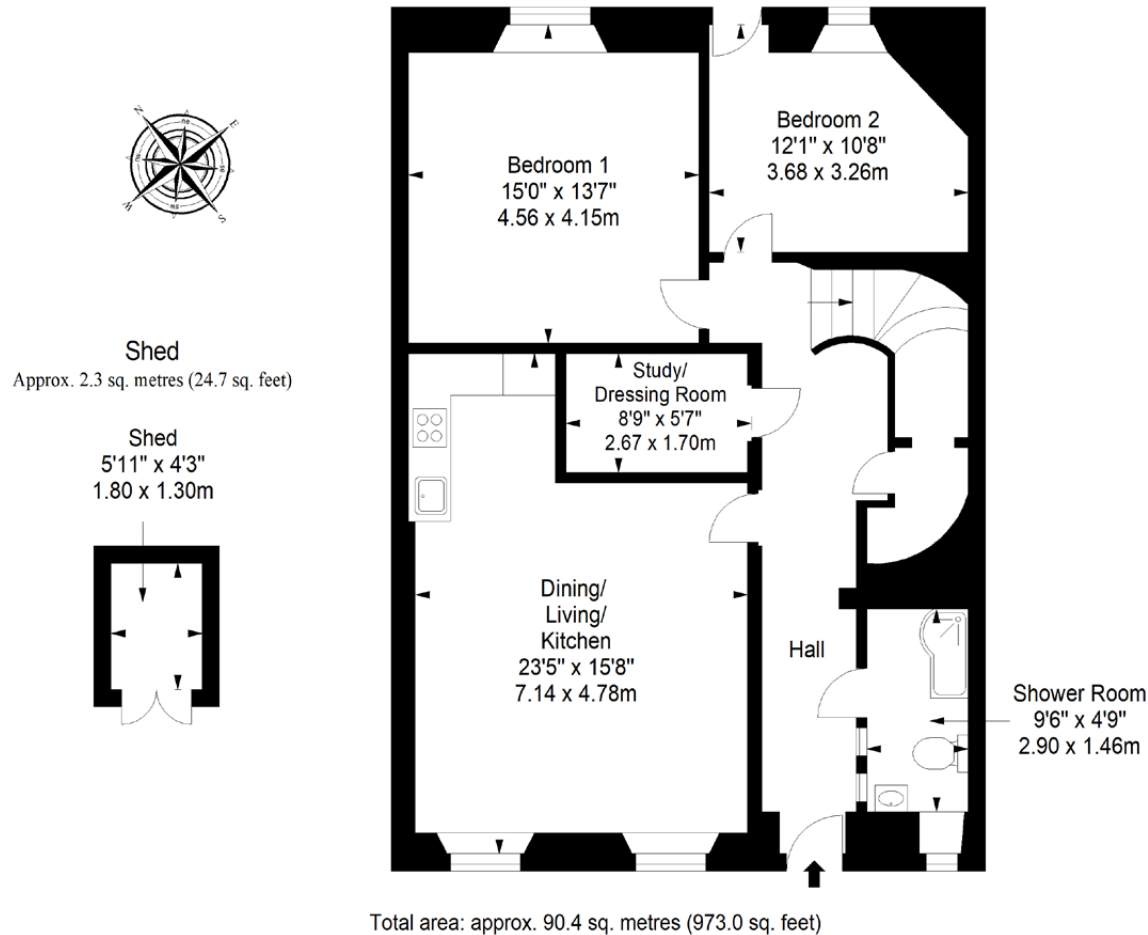 N
E
W
S
Bedroom 1
15'0" x 13'7"
4.56 x 4.15m
Bedroom 2
12'1" x 10'8"
3.68 x 3.26m
Shed
Approx. 2.3 sq. metres (24.7 sq. feet)
Shed
5'11" x 4'3"
1.80 x 1.30m
Study/
Dressing Room
8'9" x 5'7"
2.67 x 1.70m
Dining/
Living/
Kitchen
23'5" x 15'8"
7.14 x 4.78m
Hall
Shower Room
9'6" x 4'9"
2.90 x 1.46m
Total area: approx. 90.4 sq. metres (973.0 sq. feet)